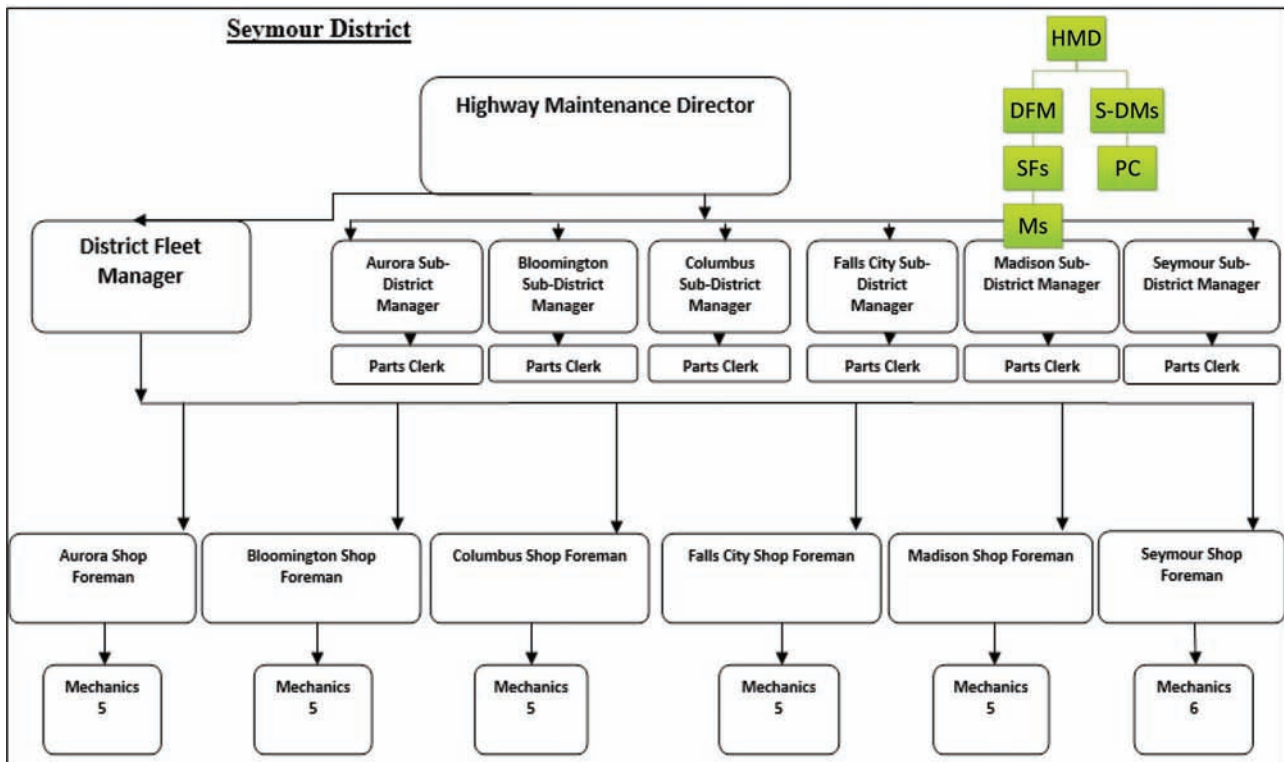 Seymour District
HMD
DFM
S-DMs
SFs
PC
Ms
Highway Maintenance
Director
District Fleet
Manager
Aurora Sub-
District
Manager
Bloomington
Sub-District
Manager
Columbus
Sub-District
Manager
Falls City Sub-
District
Manager
Madison Sub-
District Manager
Seymour Sub-
District Manager
Parts Clerk
Parts Clerk
Parts Clerk
Parts Clerk
Parts Clerk
Parts Clerk
Aurora Shop
Foreman
Bloomington Shop
Foreman
Columbus Shop Foreman
Falls City Shop Foreman
Madison Shop Foreman
Seymour Shop
Foreman
Mechanics
5
Mechanics
5
Mechanics
5
Mechanics
5
Mechanics
5
Mechanics
6